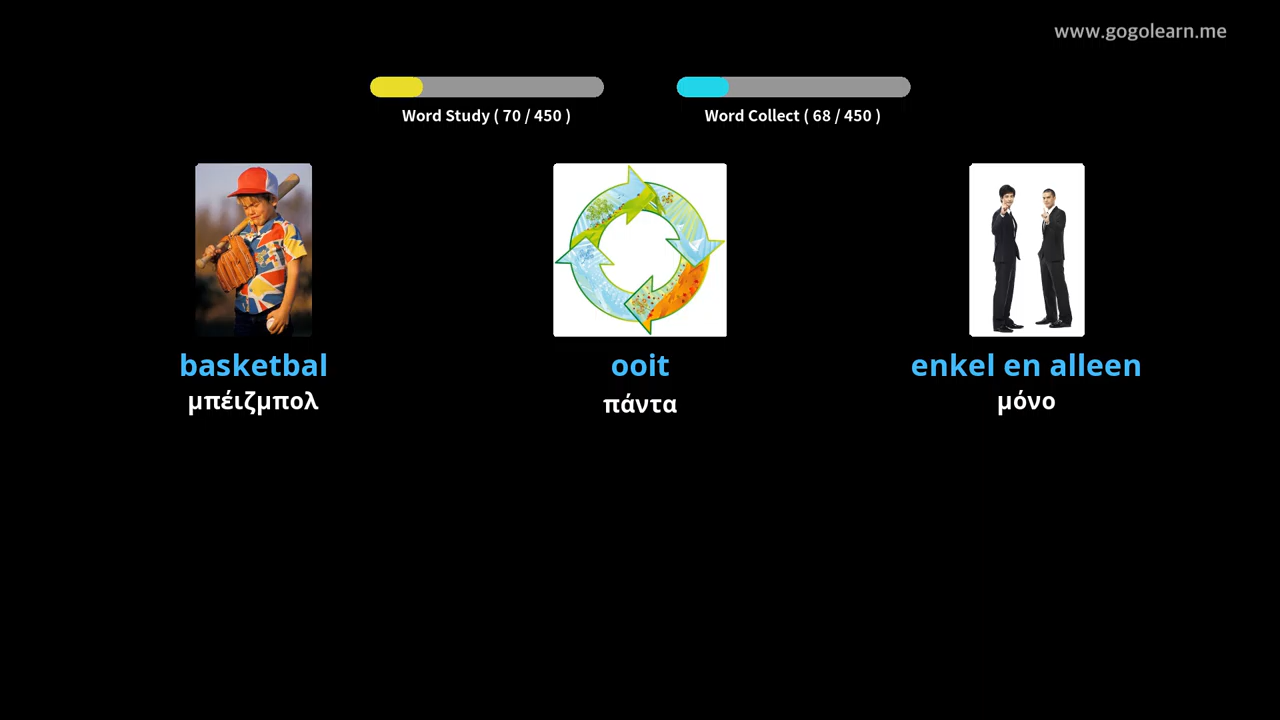 www.gogolearn.me
Word Study ( 70 / 450 )
Word Collect ( 68 / 450 )
basketbal
μπέιζμπολ
ooit
πάντα
enkel en alleen
μόνο